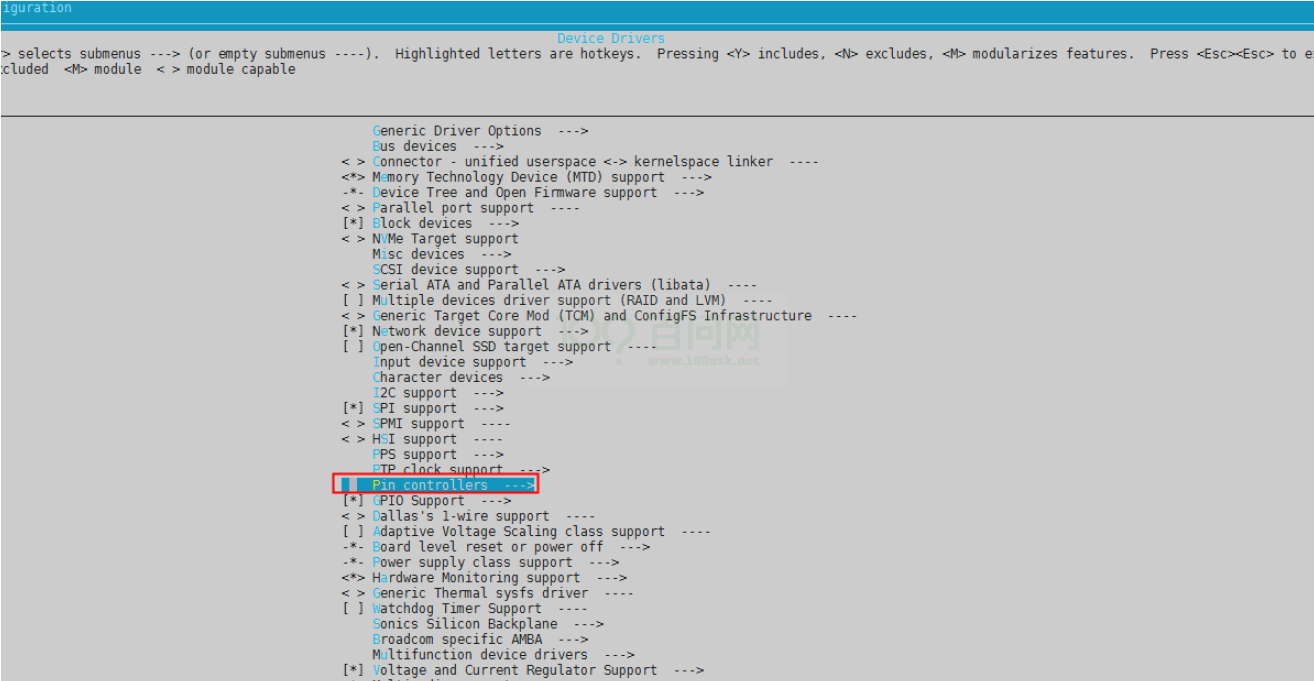 iguration
Device Drivers
> selects submenus ---> (or empty submenus ----).  Highlighted letters are hotkeys.  Pressing <Y> includes, <N> excludes, <M> modularizes features.  Press <Esc><Esc> to e
cluded  <M> module  < > module capable
Generic Driver Options  --->
Bus devices  --->
< > Connector - unified userspace <-> kernelspace linker  ----
<*> Memory Technology Device (MTD) support  --->
-*- Device Tree and Open Firmware support  --->
< > Parallel port support  ----
[*] Block devices  --->
< > NVMe Target support
Misc devices  --->
SCSI device support  --->
< > Serial ATA and Parallel ATA drivers (libata)  ----
[ ] Multiple devices driver support (RAID and LVM)  ----
< > Generic Target Core Mod (TCM) and ConfigFS Infrastructure  ----
[*] Network device support  --->
[ ] Open-Channel SSD target support  ----
Input device support  --->
Character devices  --->
I2C support  --->
[*] SPI support  --->
< > SPMI support  ----
< > HSI support  ----
PPS support  --->
PTP clock support  --->
Pin controllers  --->
[*] GPIO Support  --->
< > Dallas's 1-wire support  ----
[ ] Adaptive Voltage Scaling class support  ----
-*- Board level reset or power off  --->
-*- Power supply class support  --->
<*> Hardware Monitoring support  --->
< > Generic Thermal sysfs driver  ----
[ ] Watchdog Timer Support  ----
Sonics Silicon Backplane  --->
Broadcom specific AMBA  --->
Multifunction device drivers  --->
[*] Voltage and Current Regulator Support  --->
百问网
www.100ask.net